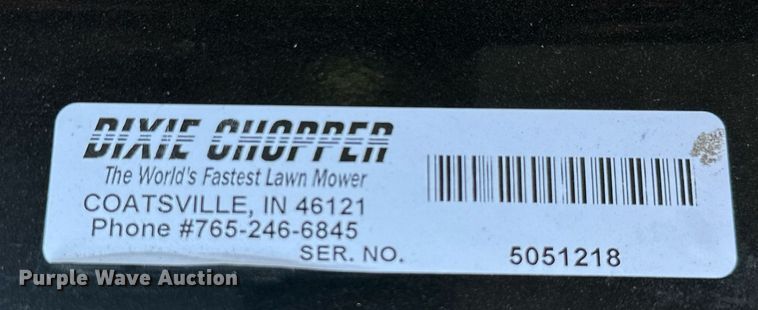 DIXIE CHOPPER
The World's Fastest Lawn Mower
COATSVILLE, IN 46121
Phone #765-246-6845
SER. NO. 5051218
Purple Wave Auction